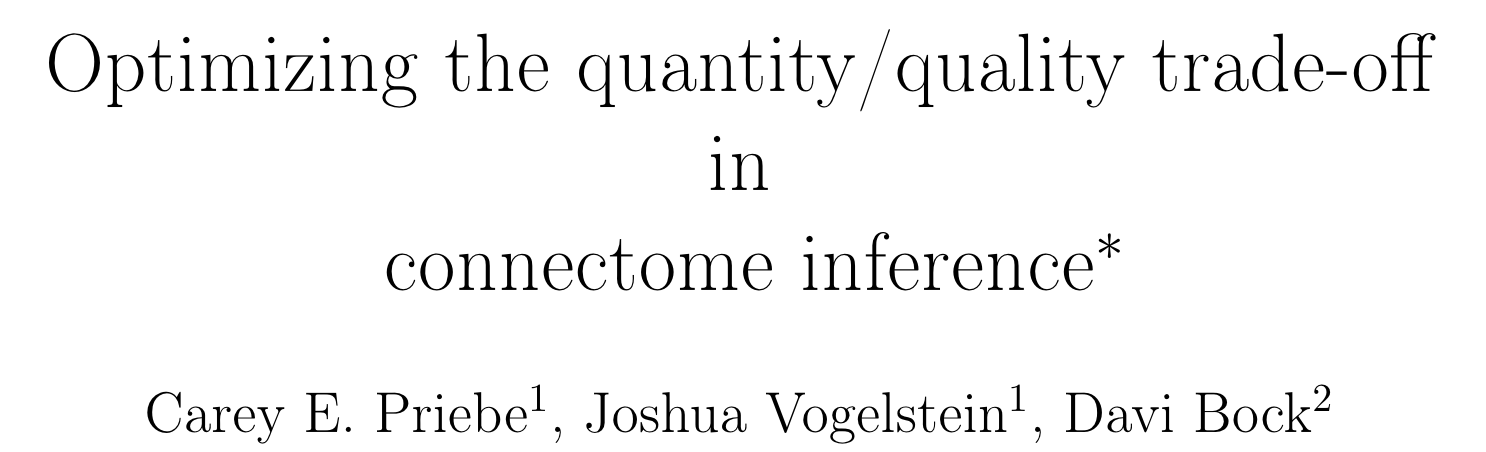 Optimizing the quantity/quality trade-off
in
connectome inference*
Carey E. Priebe¹, Joshua Vogelstein¹, Davi Bock²